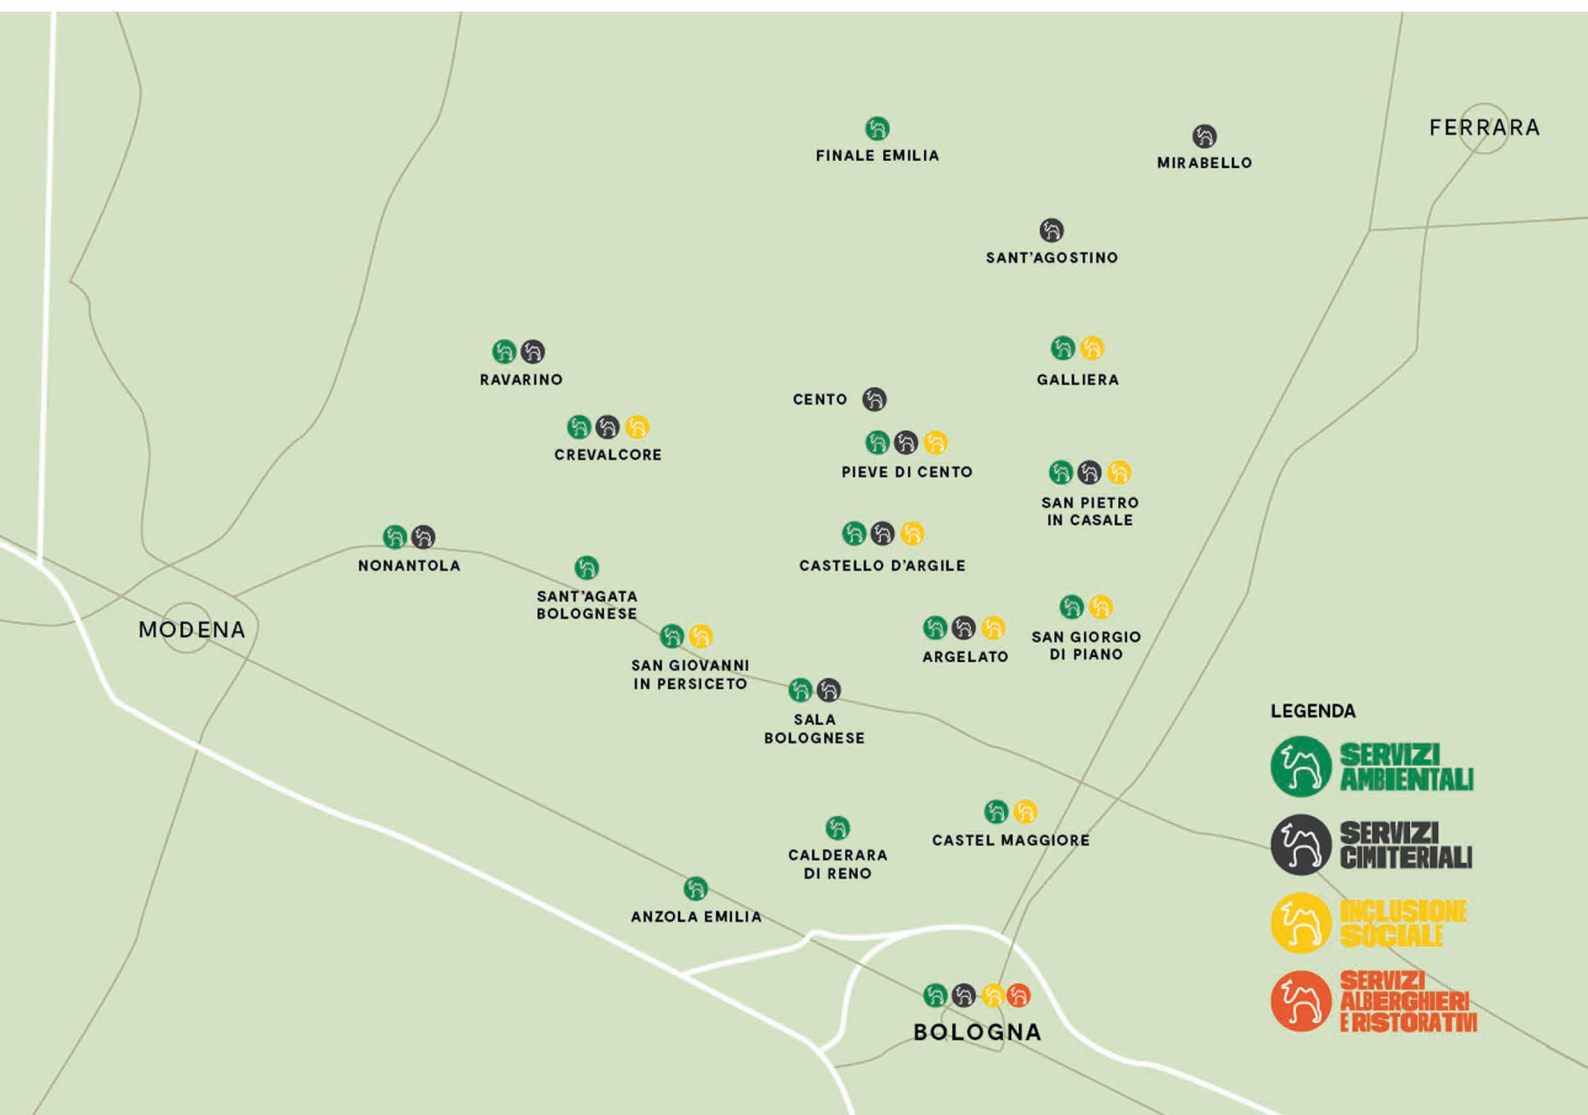 FERRARA
FINALE EMILIA
MIRABELLO
SANT'AGOSTINO
RAVARINO
GALLIERA
CENTO
CREVALCORE
PIEVE DI CENTO
SAN PIETRO
IN CASALE
NONANTOLA
CASTELLO D'ARGILE
SANT'AGATA
BOLOGNESE
MODENA
SAN GIORGIO
DI PIANO
ARGELATO
SAN GIOVANNI
IN PERSICETO
SALA
BOLOGNESE
CASTEL MAGGIORE
CALDERARA
DI RENO
ANZOLA EMILIA
BOLOGNA
LEGENDA
SERVIZI
AMBIENTALI
SERVIZI
CIMITERIALI
INCLUSIONE
SOCIALE
SERVIZI
ALBERGHIERI
E RISTORATIVI